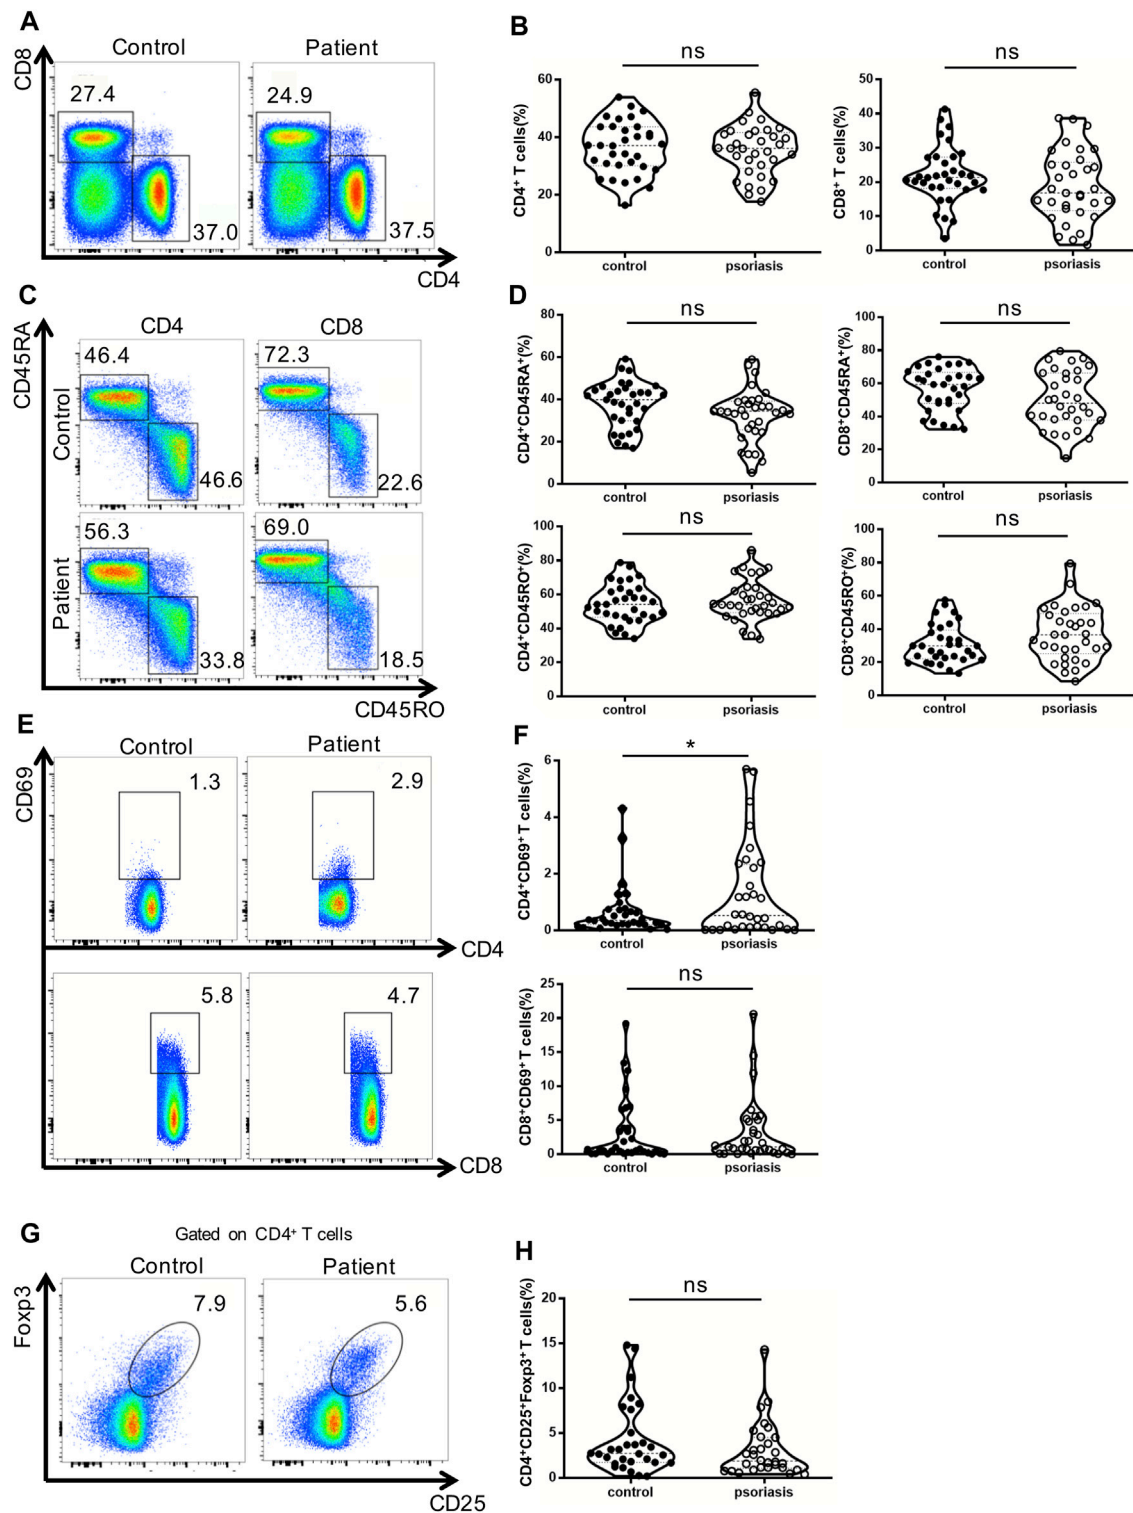 A
Control
Patient
CD8
27.4
24.9
37.0
37.5
CD4
B
ns
CD4+ T cells(%)
60
40
20
0
control
psoriasis
ns
CD8+ T cells(%)
50
30
20
10
0
control
psoriasis
C
CD4
CD8
CD45RA
Control
46.4
72.3
46.6
22.6
Patient
56.3
69.0
33.8
18.5
CD45RO
D
ns
CD4+CD45RA+(%)
80
60
40
20
0
control
psoriasis
ns
CD8+CD45RA+(%)
100
80
60
40
20
0
control
psoriasis
ns
CD4+CD45RO+(%)
100
80
60
40
20
0
control
psoriasis
ns
CD8+CD45RO+(%)
100
80
60
40
20
0
control
psoriasis
E
Control
Patient
CD69
1.3
2.9
CD4
5.8
4.7
CD8
F
*
CD4+CD69+T cells(%)
6
4
2
0
control
psoriasis
ns
CD8+CD69+T cells(%)
25
20
15
10
5
0
control
psoriasis
G
Gated on CD4+ T cells
Control
Patient
Foxp3
7.9
5.6
CD25
H
ns
CD4+CD25+Foxp3+T cells(%)
20
15
10
5
0
control
psoriasis